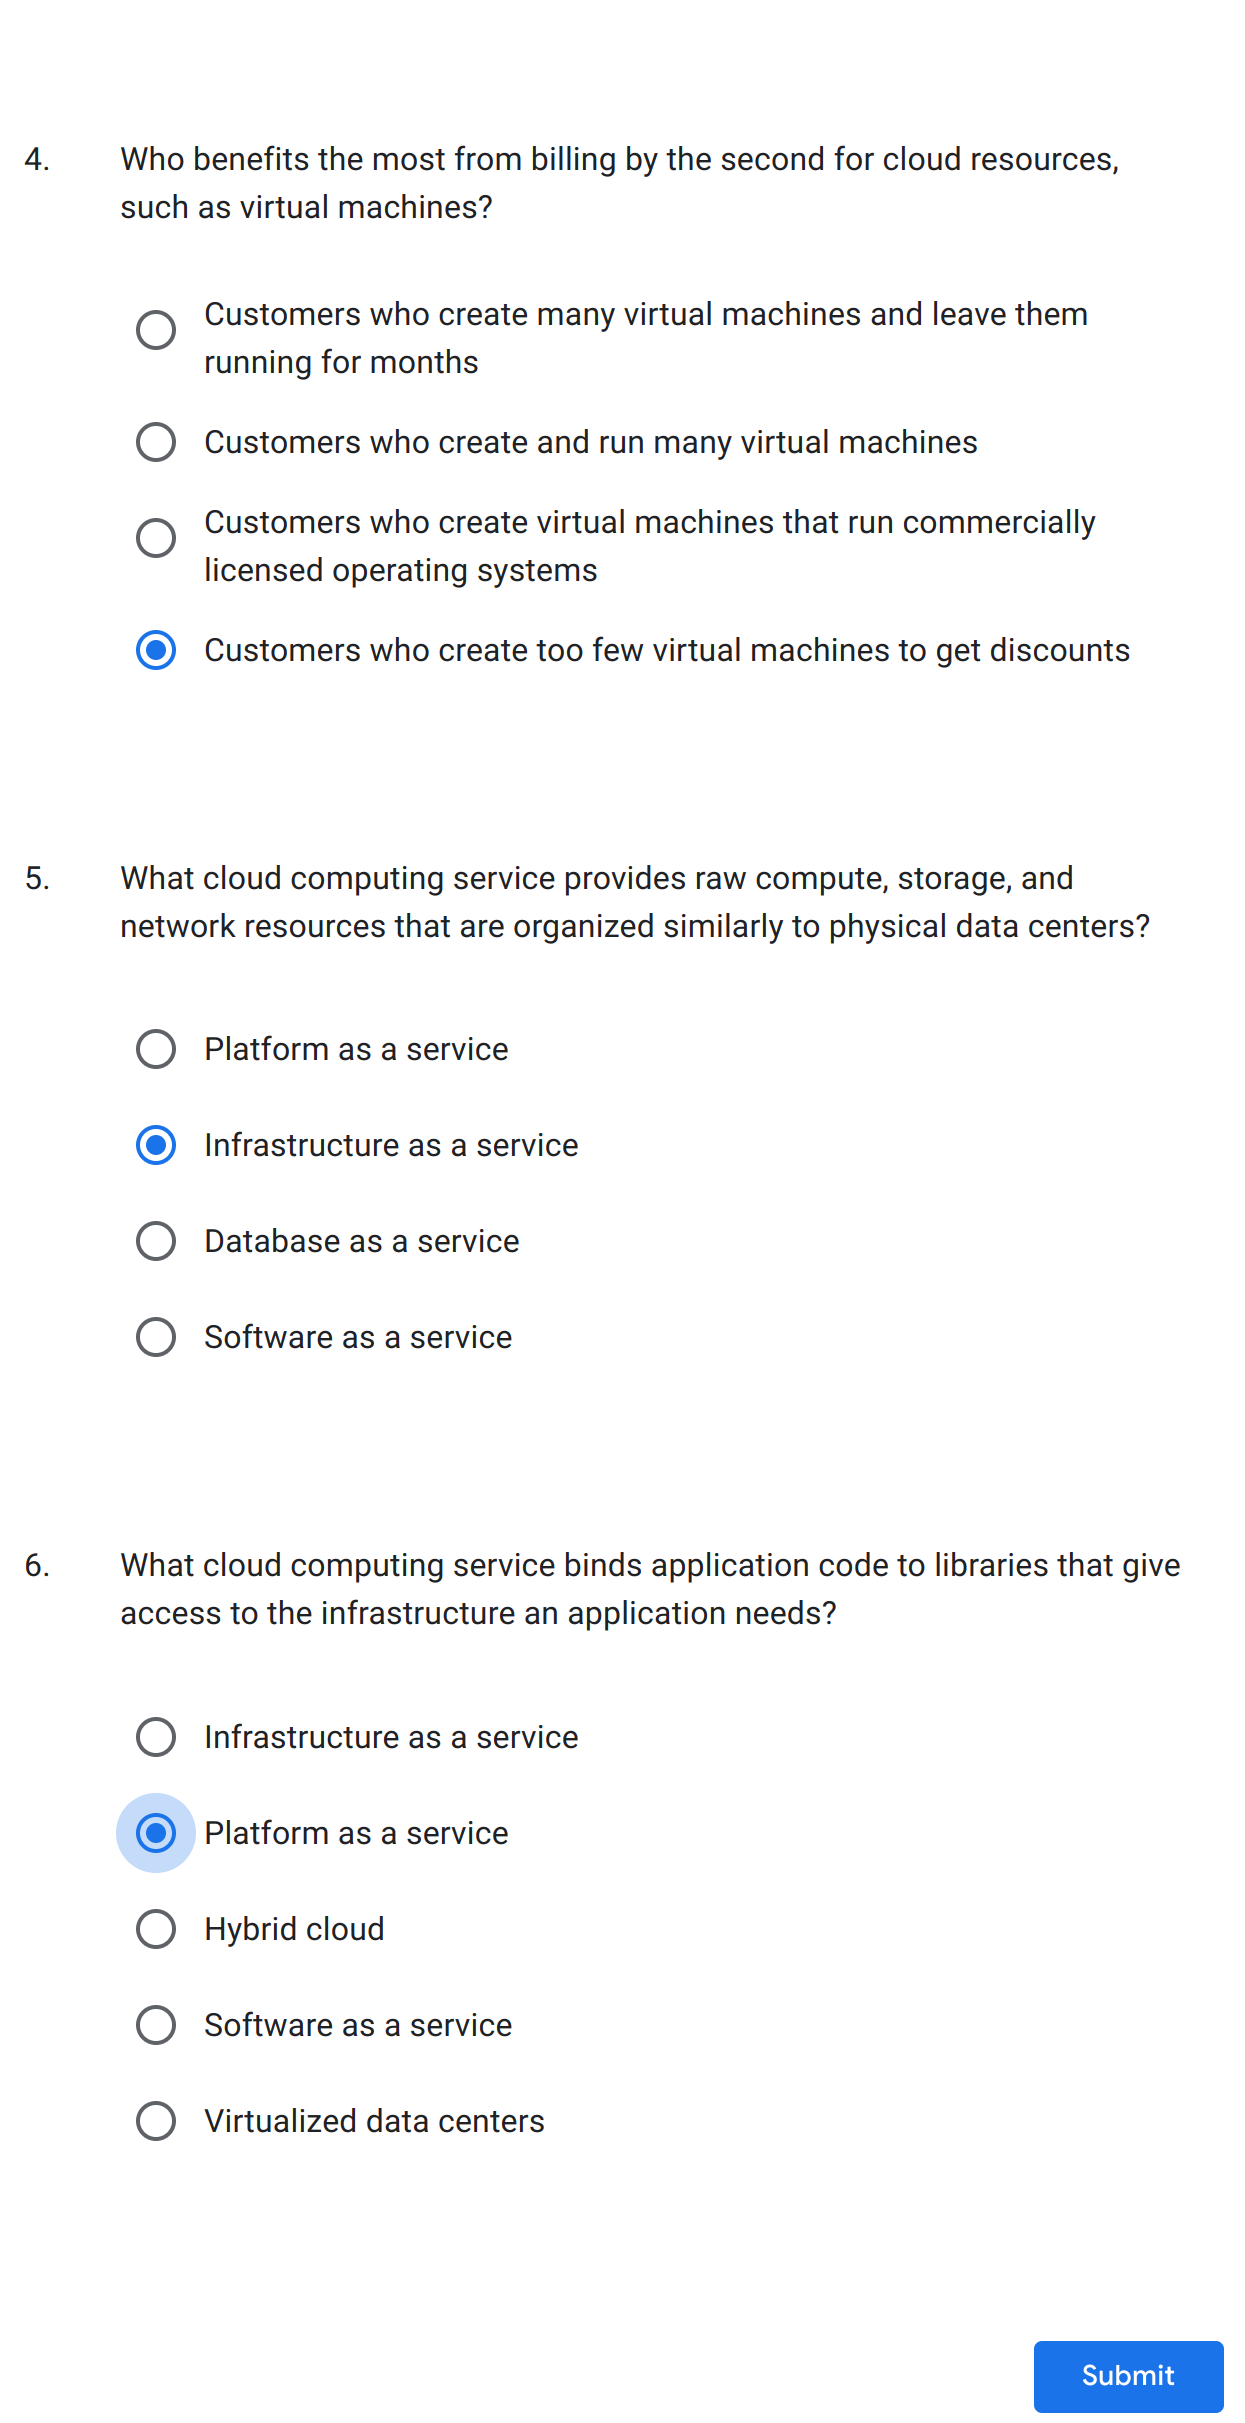 4. Who benefits the most from billing by the second for cloud resources,
such as virtual machines?
Customers who create many virtual machines and leave them
running for months
Customers who create and run many virtual machines
Customers who create virtual machines that run commercially
licensed operating systems
Customers who create too few virtual machines to get discounts
5. What cloud computing service provides raw compute, storage, and
network resources that are organized similarly to physical data centers?
Platform as a service
Infrastructure as a service
Database as a service
Software as a service
6. What cloud computing service binds application code to libraries that give
access to the infrastructure an application needs?
Infrastructure as a service
Platform as a service
Hybrid cloud
Software as a service
Virtualized data centers
Submit